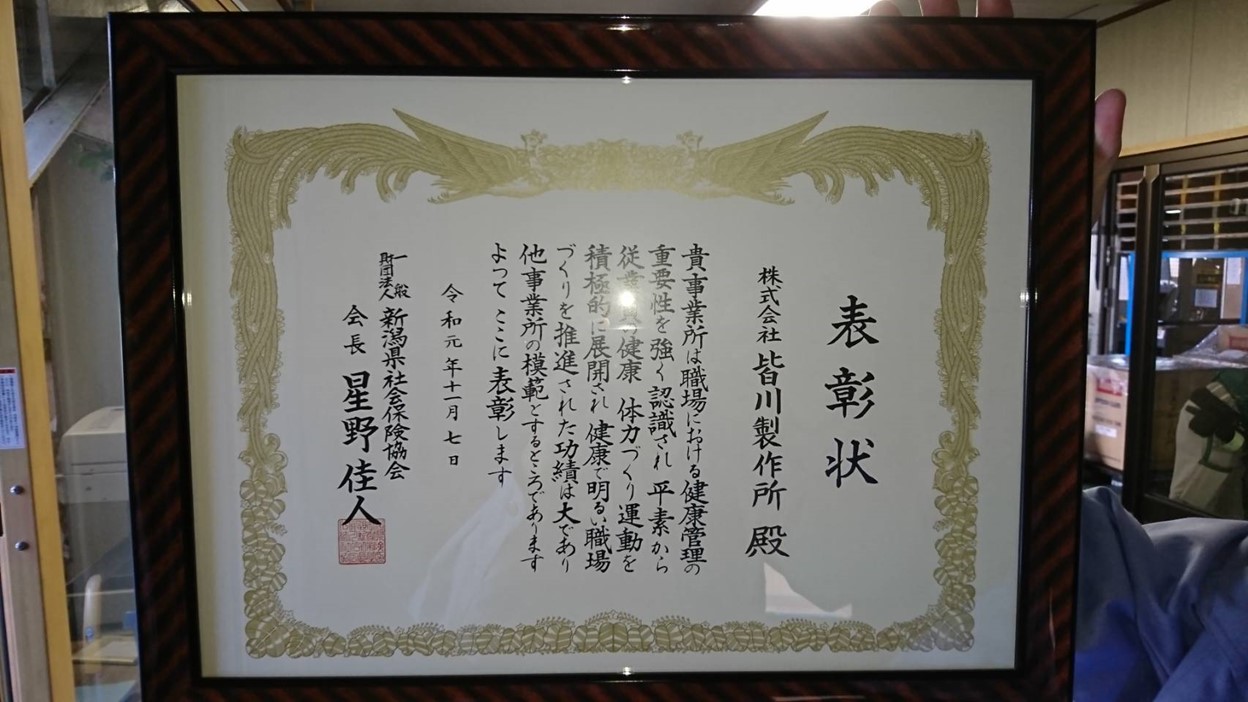 表彰状
株式会社 皆川製作所 殿
貴事業所は職場における健康管理の
重要性を強く認識され 平素から
従業員の健康 体力づくり運動を
積極的に展開され 健康で明るい職場
づくりを推進された功績は大であり
他事業所の模範とするところであります
よって ここに表彰します
令和元年十一月七日
一般財団法人 新潟県社会保険協会
会長 星野佳人